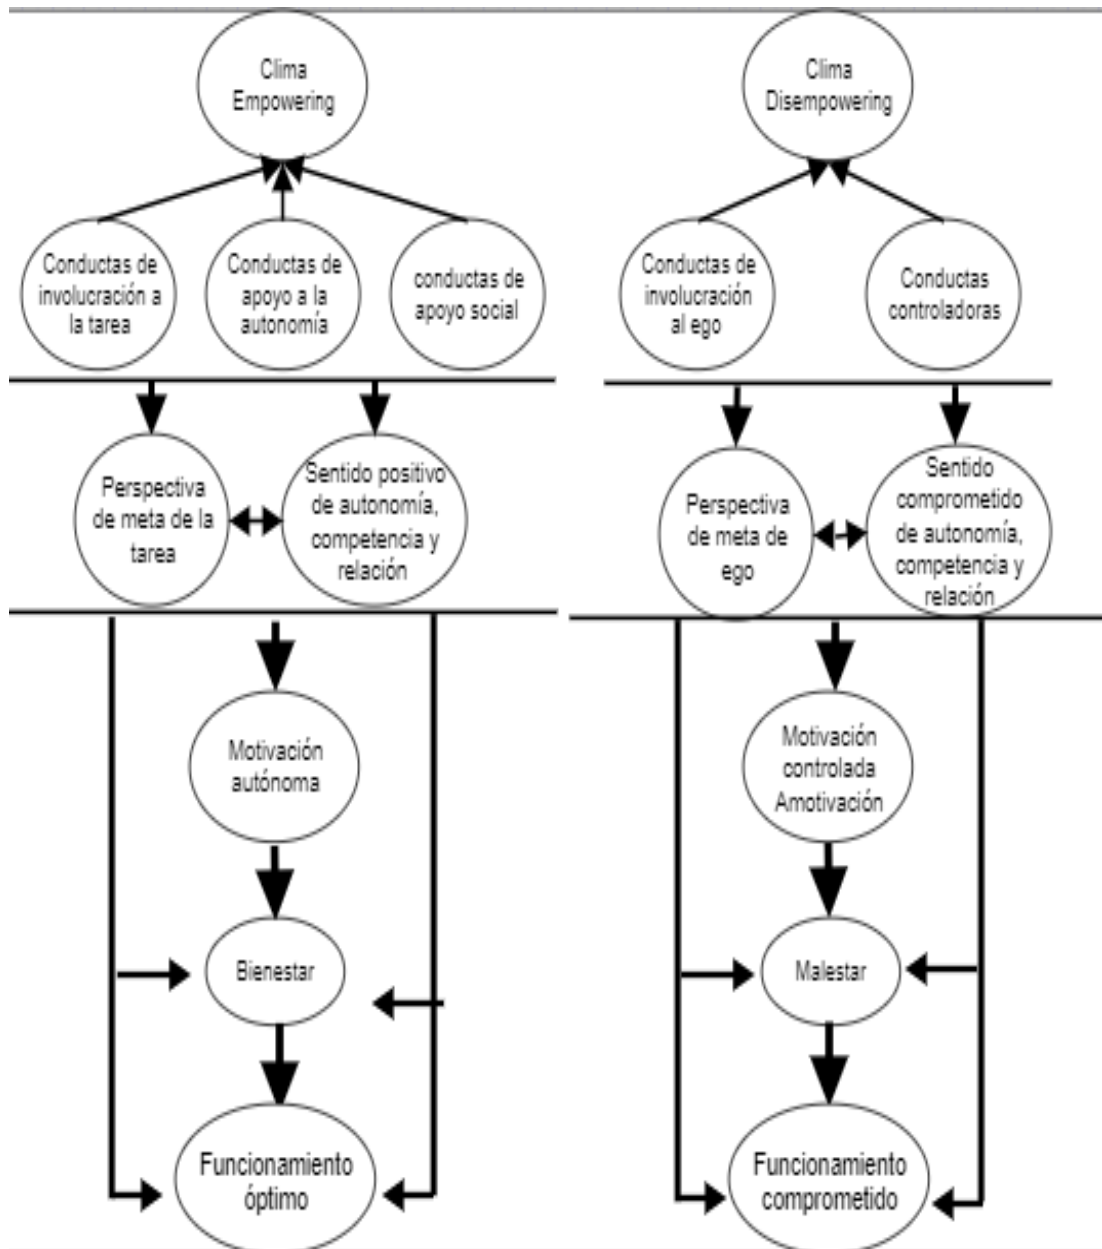 Clima
Empowering
Clima
Disempowering
Conductas de
involucración a
la tarea
Conductas de
apoyo a la
autonomía
conductas de
apoyo social
Conductas de
involucración
al ego
Conductas
controladoras
Perspectiva
de meta de la
tarea
Sentido positivo
de autonomía,
competencia y
relación
Perspectiva
de meta de
ego
Sentido
comprometido
de autonomía,
competencia y
relación
Motivación
autónoma
Motivación
controlada
Amotivación
Bienestar
Malestar
Funcionamiento
óptimo
Funcionamiento
comprometido